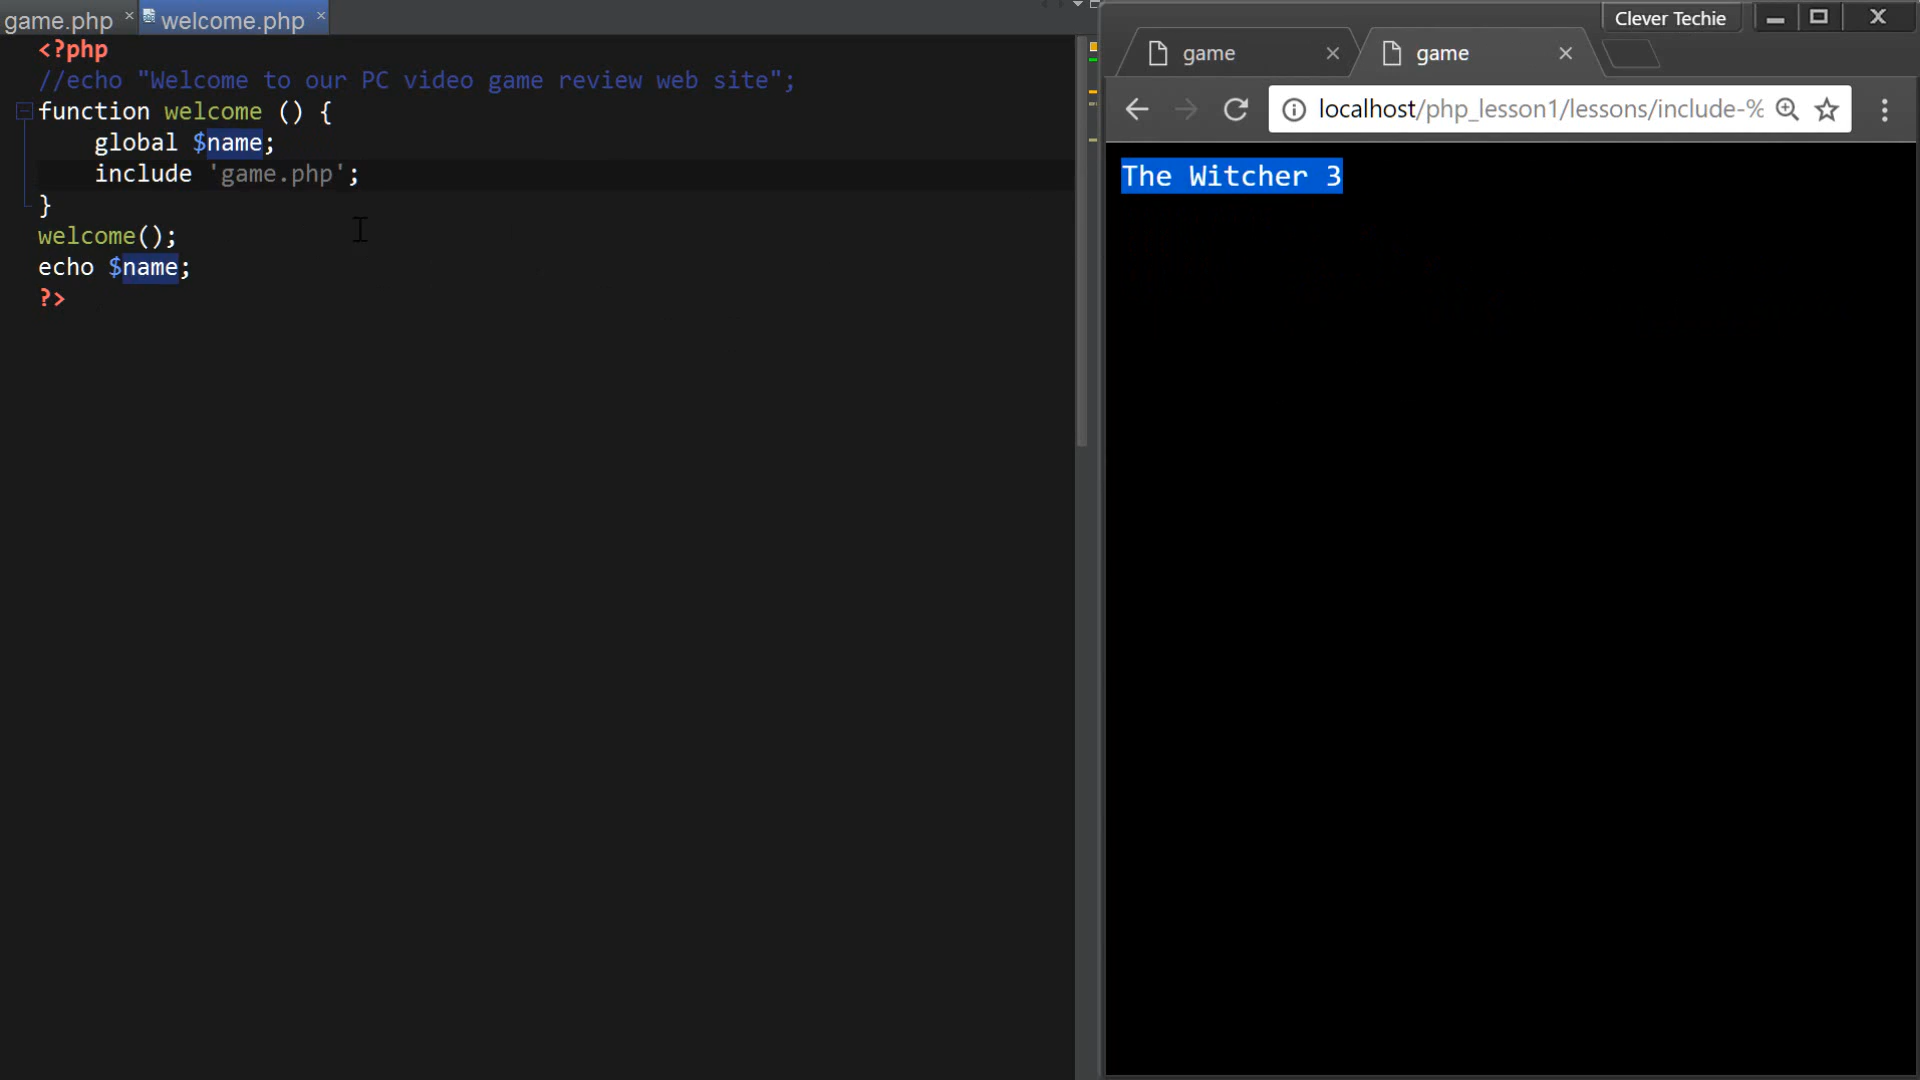 game.php
welcome.php
<?php
//echo "Welcome to our PC video game review web site";
function welcome () {
global $name;
include 'game.php';
}
welcome();
echo $name;
?>
Clever Techie
game
game
localhost/php_lesson1/lessons/include-%
The Witcher 3